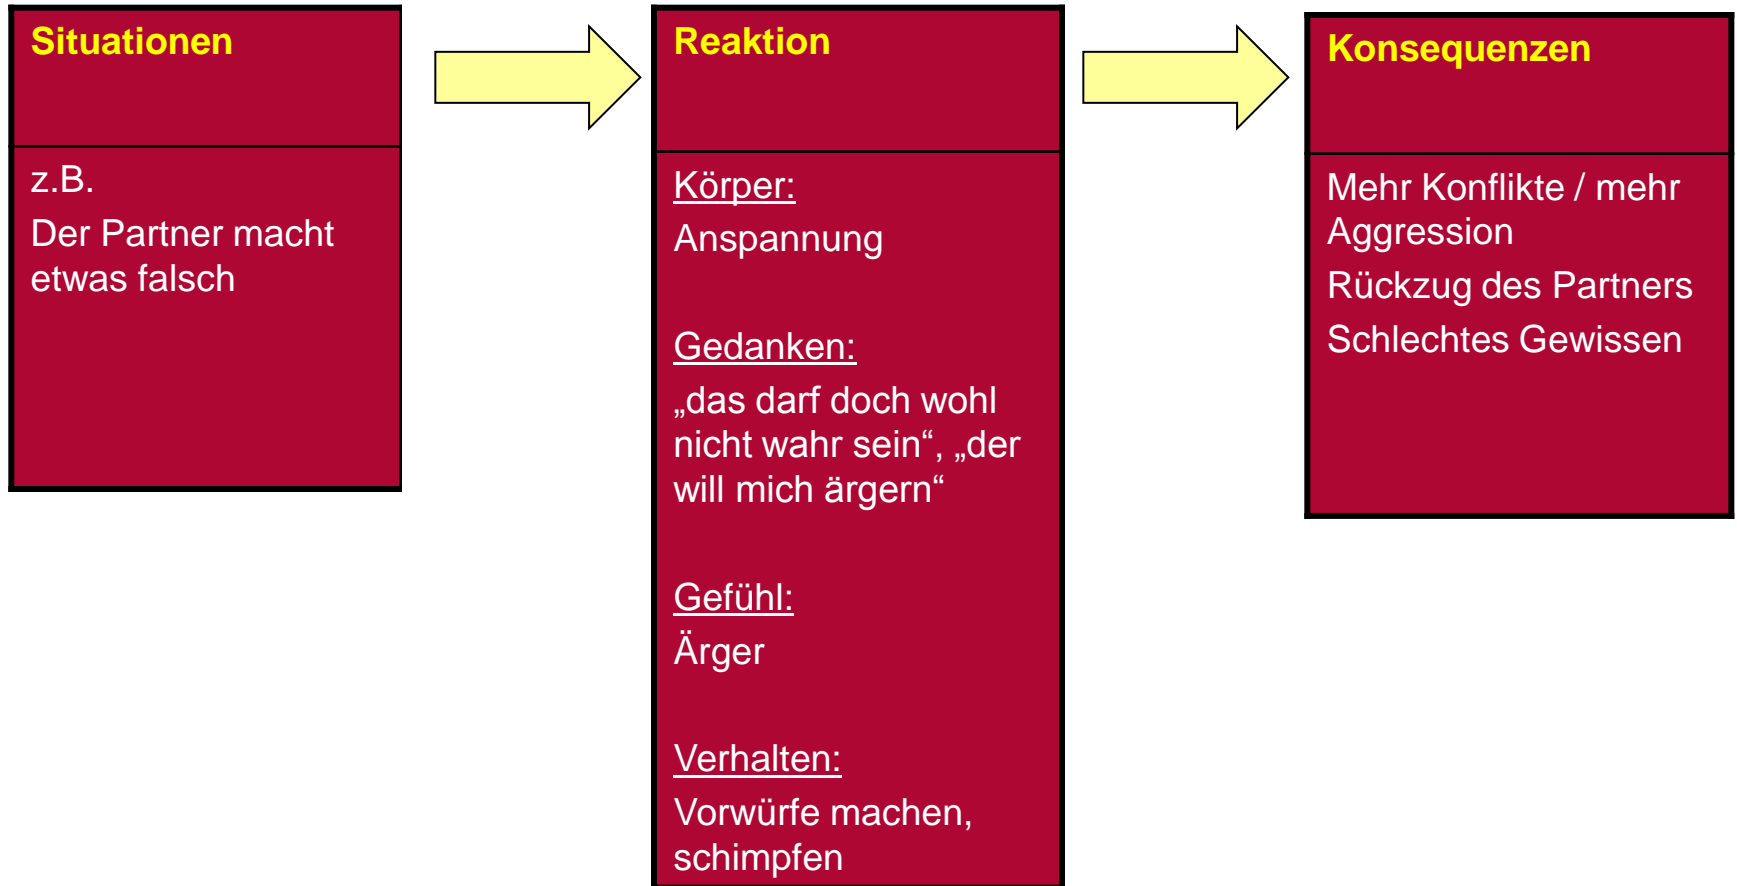 Situationen
z.B.
Der Partner macht
etwas falsch
Reaktion
Körper:
Anspannung
Gedanken:
„das darf doch wohl
nicht wahr sein“, „der
will mich ärgern“
Gefühl:
Ärger
Verhalten:
Vorwürfe machen,
schimpfen
Konsequenzen
Mehr Konflikte / mehr
Aggression
Rückzug des Partners
Schlechtes Gewissen